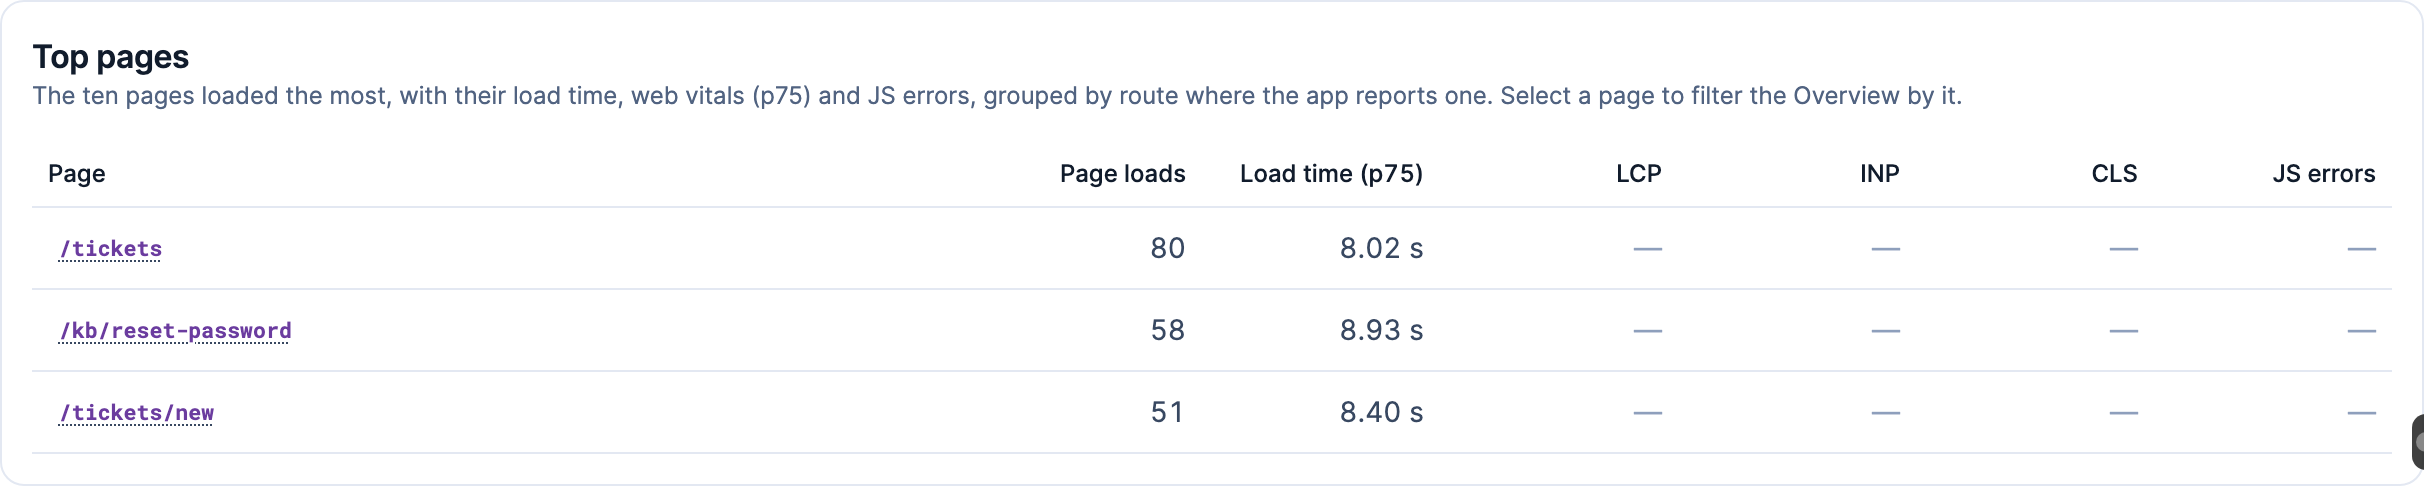 Top pages
The ten pages loaded the most, with their load time, web vitals (p75) and JS errors, grouped by route where the app reports one. Select a page to filter the Overview by it.
Page Page loads Load time (p75) LCP INP CLS JS errors
/tickets 80 8.02 s — — — —
/kb/reset-password 58 8.93 s — — — —
/tickets/new 51 8.40 s — — — —